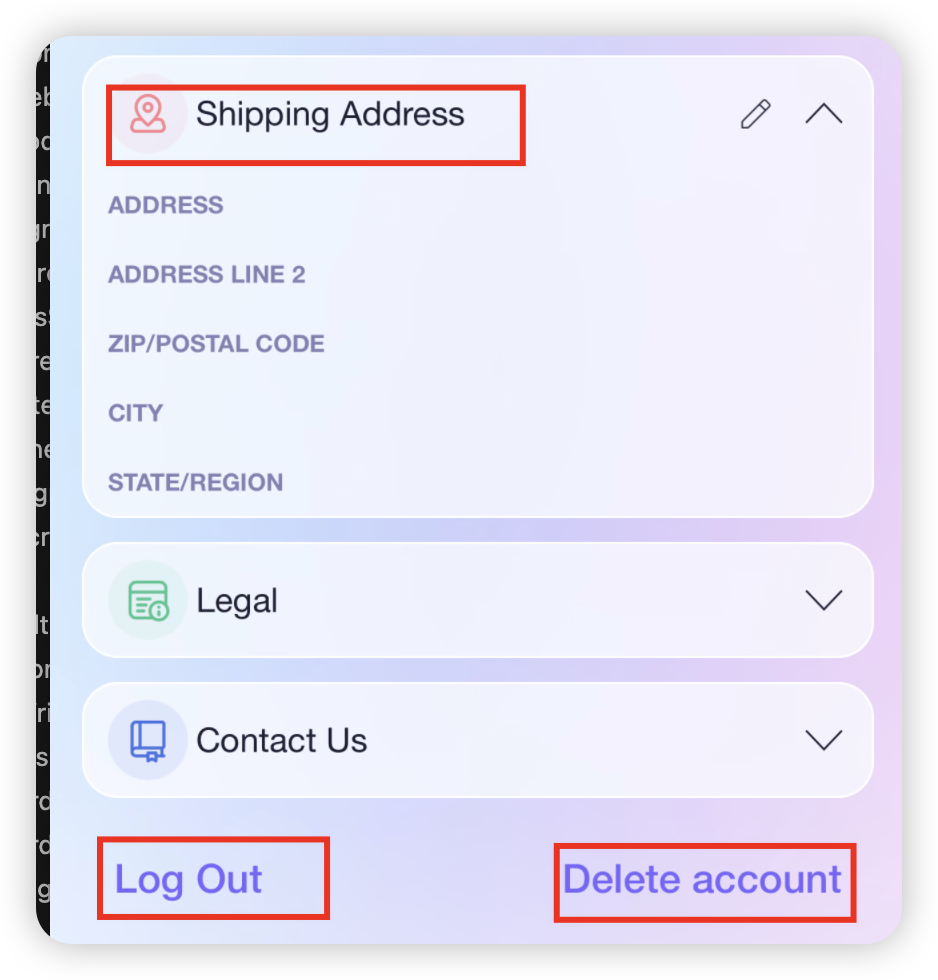 Shipping Address
ADDRESS
ADDRESS LINE 2
ZIP/POSTAL CODE
CITY
STATE/REGION
Legal
Contact Us
Log Out
Delete account